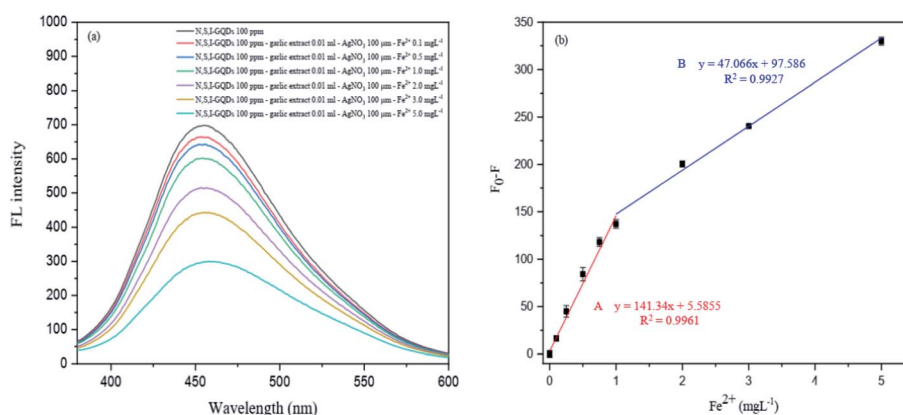 (a)
N,S,I-GQDs 100 ppm
N,S,I-GQDs 100 ppm - garlic extract 0.01 ml - AgNO₃ 100 µm - Fe²⁺ 0.1 mgL⁻¹
N,S,I-GQDs 100 ppm - garlic extract 0.01 ml - AgNO₃ 100 µm - Fe²⁺ 0.5 mgL⁻¹
N,S,I-GQDs 100 ppm - garlic extract 0.01 ml - AgNO₃ 100 µm - Fe²⁺ 1.0 mgL⁻¹
N,S,I-GQDs 100 ppm - garlic extract 0.01 ml - AgNO₃ 100 µm - Fe²⁺ 2.0 mgL⁻¹
N,S,I-GQDs 100 ppm - garlic extract 0.01 ml - AgNO₃ 100 µm - Fe²⁺ 3.0 mgL⁻¹
N,S,I-GQDs 100 ppm - garlic extract 0.01 ml - AgNO₃ 100 µm - Fe²⁺ 5.0 mgL⁻¹
FL intensity
1000
900
800
700
600
500
400
300
200
100
0
400
450
500
550
600
Wavelength (nm)
(b)
B y = 47.066x + 97.586
R² = 0.9927
A y = 141.34x + 5.5855
R² = 0.9961
F₀-F
350
300
250
200
150
100
50
0
0
1
2
3
4
5
Fe²⁺ (mgL⁻¹)